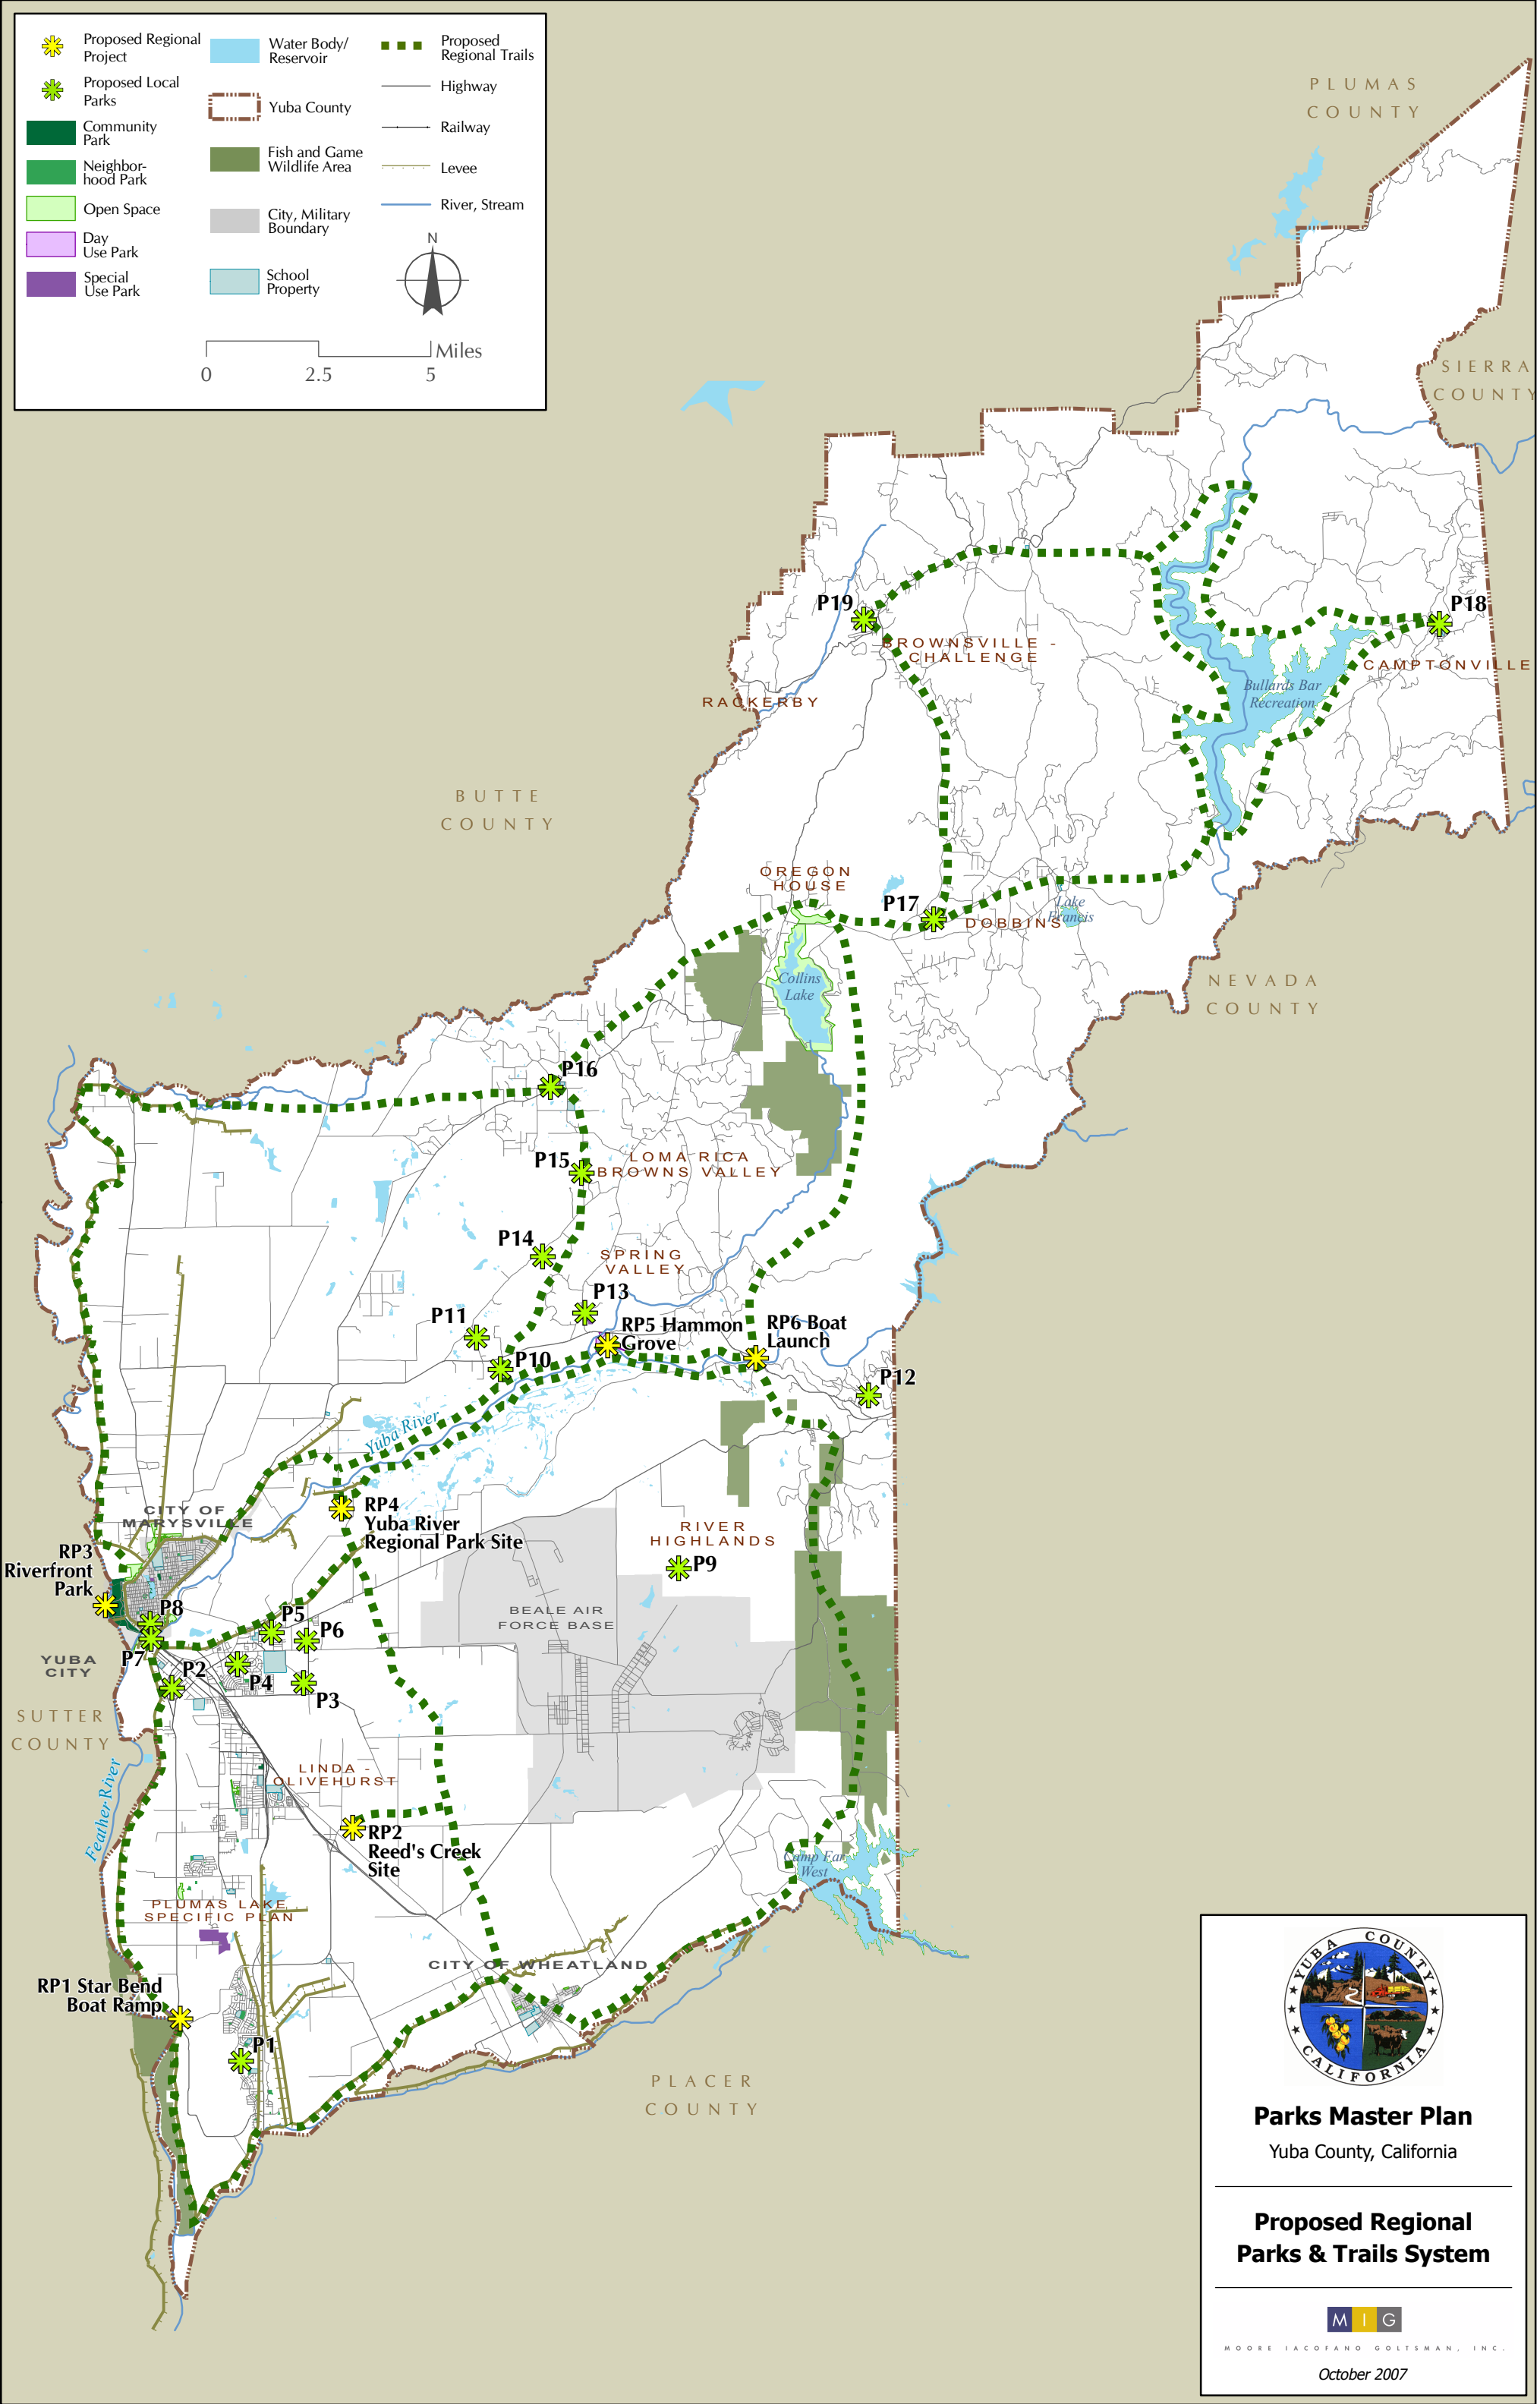 Proposed Regional
Project
Proposed Local
Parks
Community
Park
Neighbor-
hood Park
Open Space
Day
Use Park
Special
Use Park
Water Body/
Reservoir
Yuba County
Fish and Game
Wildlife Area
City, Military
Boundary
School
Property
Proposed
Regional Trails
Highway
Railway
Levee
River, Stream
N
Miles
0 2.5 5
PLUMAS
COUNTY
SIERRA
COUNTY
P19
P18
BROWNSVILLE -
CHALLENGE
CAMPTONVILLE
RACKERBY
Bullards Bar
Recreation
BUTTE
COUNTY
OREGON
HOUSE
P17
Lake
Francis
DOBBINS
Collins
Lake
NEVADA
COUNTY
P16
P15
LOMA RICA
BROWNS VALLEY
P14
SPRING
VALLEY
P13
P11
RP5 Hammon
Grove
RP6 Boat
Launch
P10
P12
Yuba River
CITY OF
MARYSVILLE
RP4
Yuba River
Regional Park Site
RIVER
HIGHLANDS
P9
RP3
Riverfront
Park
BEALE AIR
FORCE BASE
P8
P5
P6
P7
YUBA
CITY
P2
P4
P3
SUTTER
COUNTY
LINDA -
OLIVEHURST
Feather River
RP2
Reed's Creek
Site
Camp Far
West
PLUMAS LAKE
SPECIFIC PLAN
CITY OF WHEATLAND
RP1 Star Bend
Boat Ramp
P1
PLACER
COUNTY
YUBA COUNTY
CALIFORNIA
Parks Master Plan
Yuba County, California
Proposed Regional
Parks & Trails System
M I G
MOORE IACOFANO GOLTSMAN, INC.
October 2007